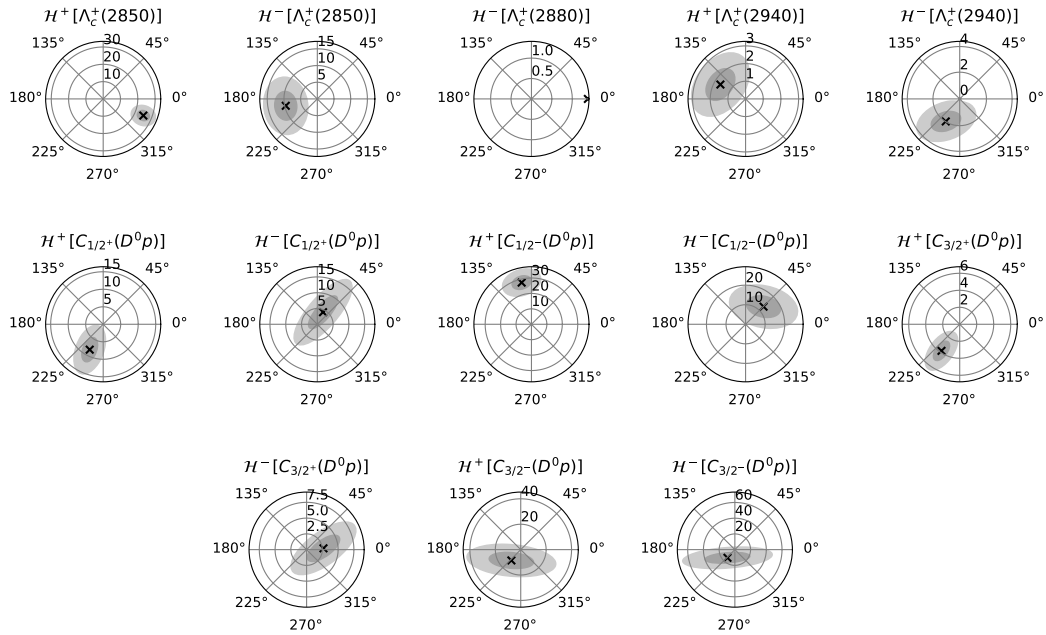 𝓗⁺[Λc⁺(2850)]
135° 30 45°
20
10
180° 0°
225° 315°
270°
𝓗⁻[Λc⁺(2850)]
135° 15 45°
10
5
180° 0°
225° 315°
270°
𝓗⁻[Λc⁺(2880)]
135° 45°
1.0
0.5
180° 0°
225° 315°
270°
𝓗⁺[Λc⁺(2940)]
135° 3 45°
2
1
180° 0°
225° 315°
270°
𝓗⁻[Λc⁺(2940)]
135° 4 45°
2
0
180° 0°
225° 315°
270°
𝓗⁺[C1/2⁺(D⁰p)]
135° 15 45°
10
5
180° 0°
225° 315°
270°
𝓗⁻[C1/2⁺(D⁰p)]
135° 15 45°
10
5
180° 0°
225° 315°
270°
𝓗⁺[C1/2⁻(D⁰p)]
135° 30 45°
20
10
180° 0°
225° 315°
270°
𝓗⁻[C1/2⁻(D⁰p)]
135° 45°
20
10
180° 0°
225° 315°
270°
𝓗⁺[C3/2⁺(D⁰p)]
135° 6 45°
4
2
180° 0°
225° 315°
270°
𝓗⁻[C3/2⁺(D⁰p)]
135° 7.5 45°
5.0
2.5
180° 0°
225° 315°
270°
𝓗⁺[C3/2⁻(D⁰p)]
135° 40 45°
20
180° 0°
225° 315°
270°
𝓗⁻[C3/2⁻(D⁰p)]
135° 60 45°
40
20
180° 0°
225° 315°
270°